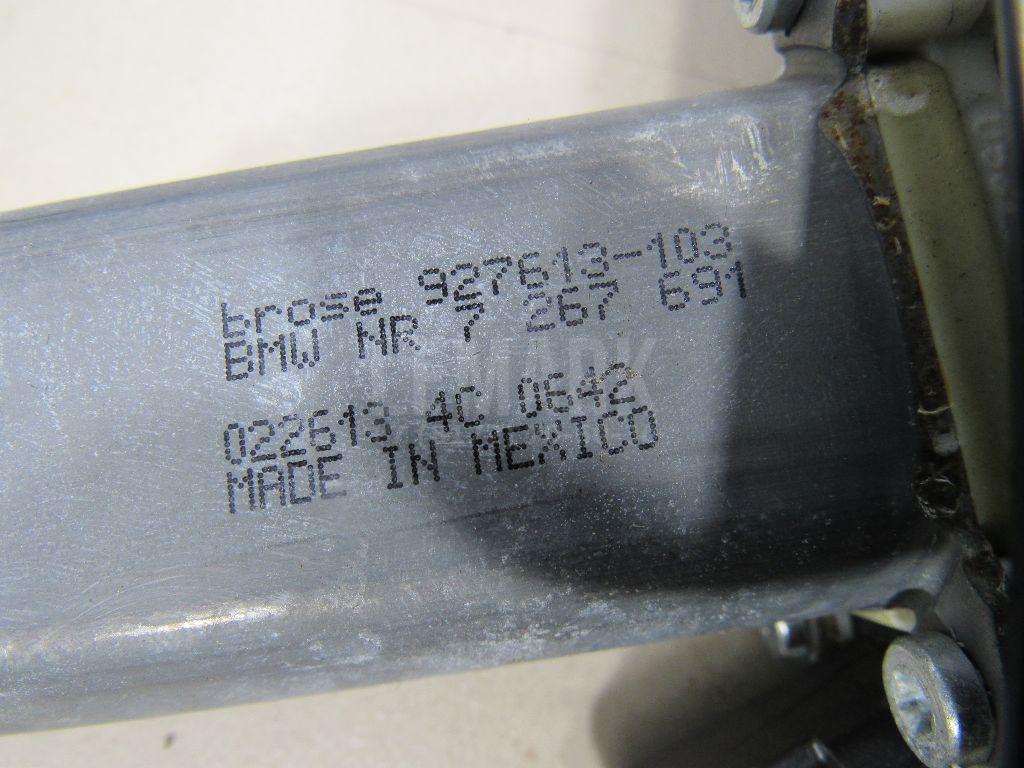 brose 927613-103
BMW NR 7 267 691
022613 4C 0642
MADE IN MEXICO